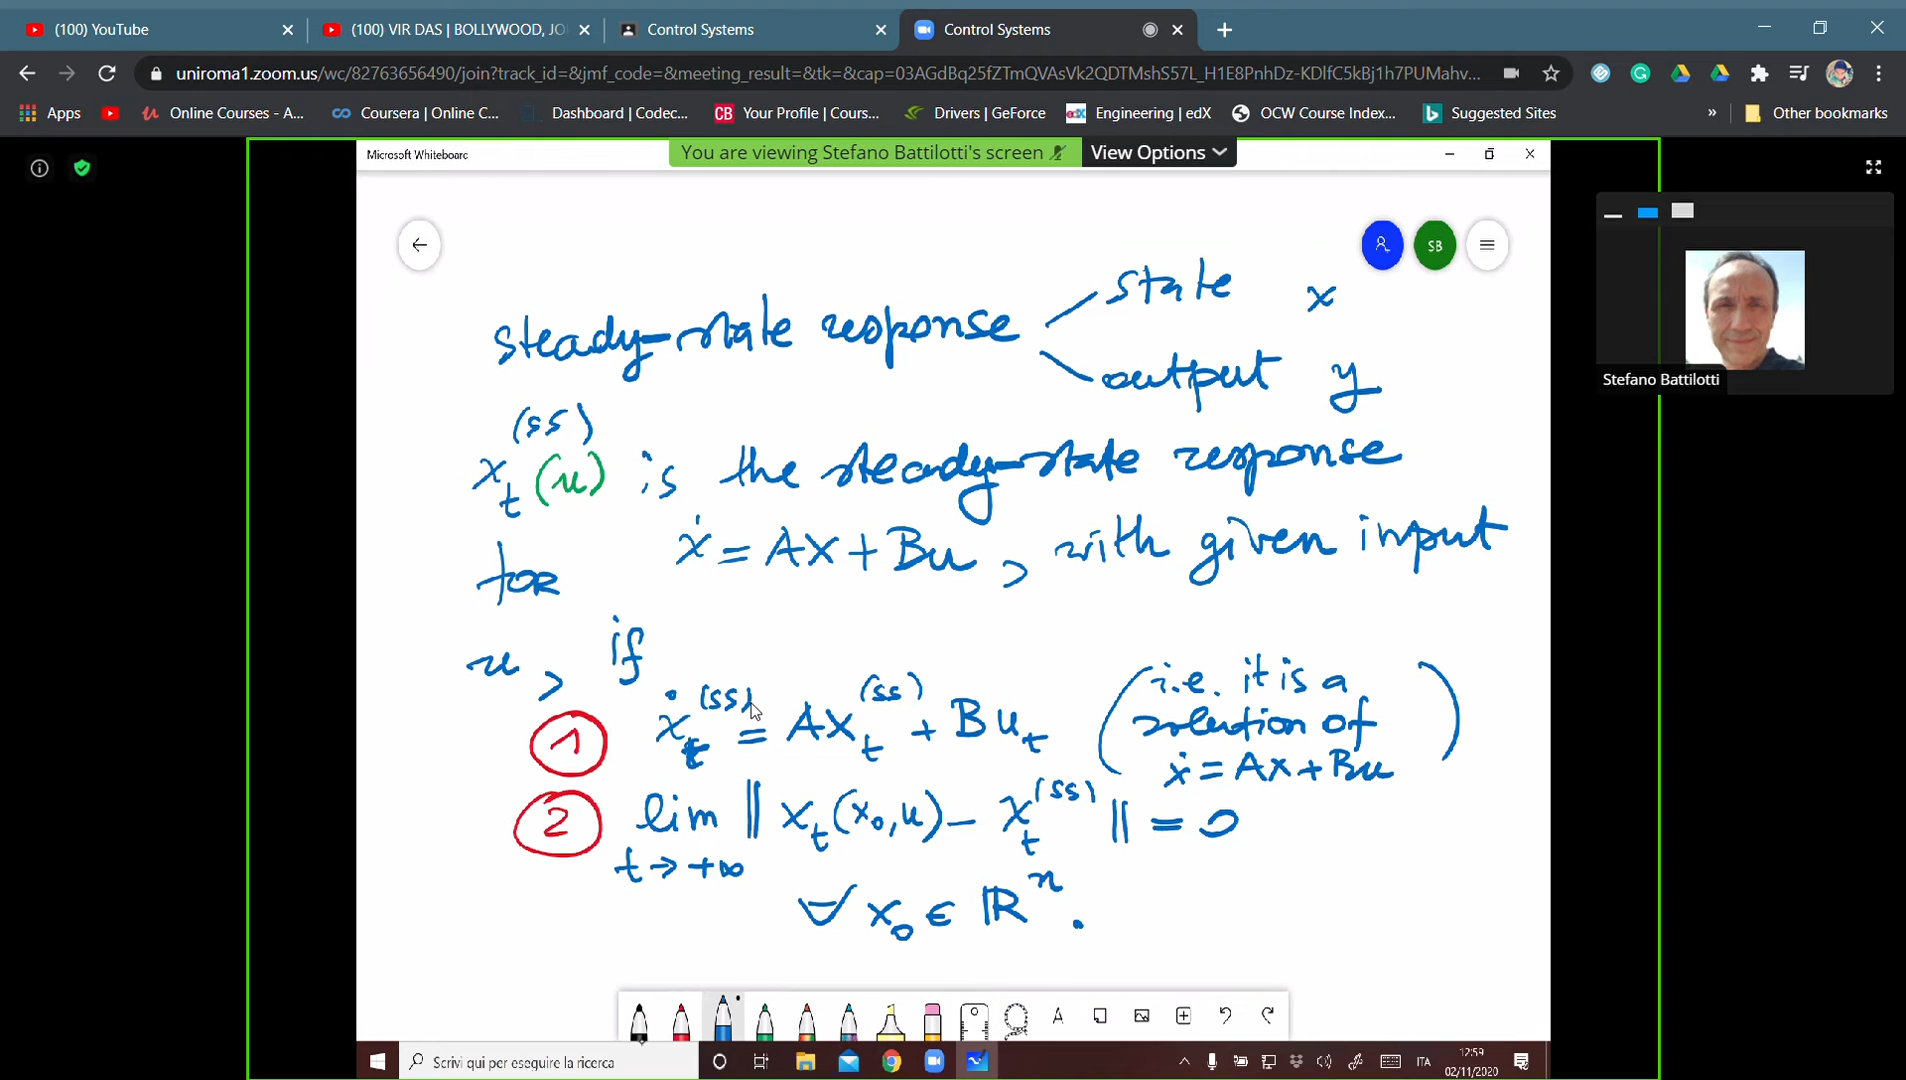 (100) YouTube
(100) VIR DAS | BOLLYWOOD, JO
Control Systems
Control Systems
uniroma1.zoom.us/wc/82763656490/join?track_id=&jmf_code=&meeting_result=&tk=&cap=03AGdBq25fZTmQVAsVk2QDTMshS57L_H1E8PnhDz-KDlfC5kBj1h7PUMahv...
Apps
Online Courses - A...
Coursera | Online C...
Dashboard | Codec...
CB Your Profile | Cours...
Drivers | GeForce
edX Engineering | edX
OCW Course Index...
Suggested Sites
»
Other bookmarks
Microsoft Whiteboard
You are viewing Stefano Battilotti's screen
View Options
SB
Stefano Battilotti
steady-state response
state x
output y
x_t^(ss) (u) is the steady-state response
for ẋ = Ax + Bu, with given input
u, if
① ẋ_t^(ss) = Ax_t^(ss) + Bu_t
(i.e. it is a
solution of
ẋ = Ax + Bu)
② lim ‖ x_t(x_0, u) - x_t^(ss) ‖ = 0
t → +∞
∀ x_0 ∈ ℝ^n.
A
Scrivi qui per eseguire la ricerca
ITA
12:59
02/11/2020